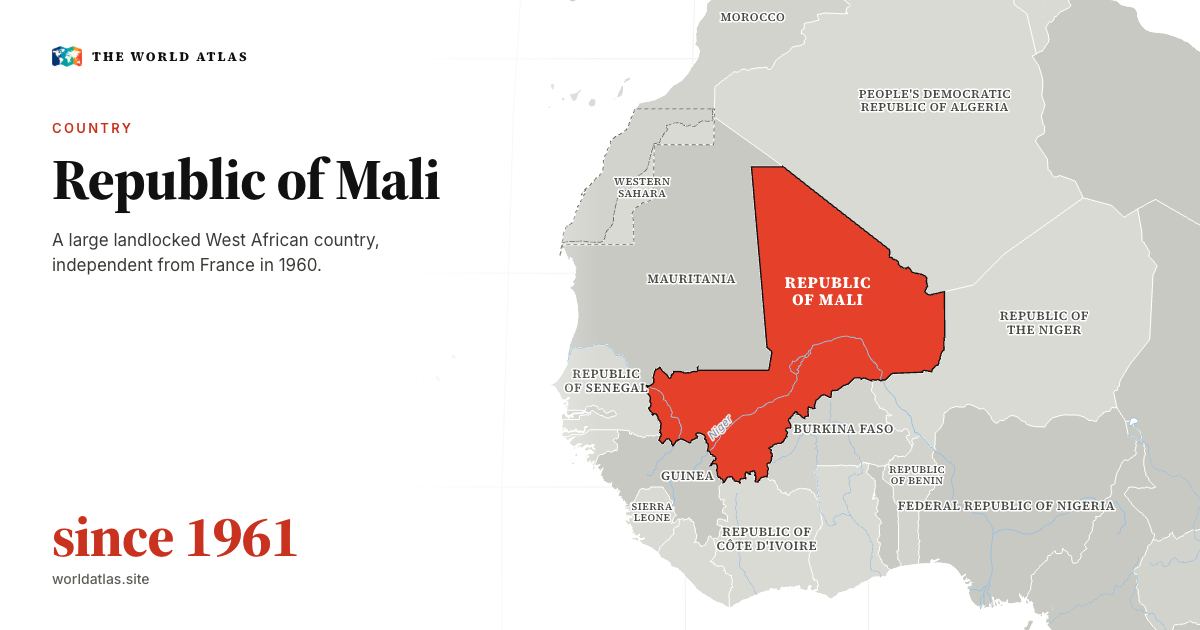 THE WORLD ATLAS
COUNTRY
Republic of Mali
A large landlocked West African country,
independent from France in 1960.
since 1961
worldatlas.site
MOROCCO
PEOPLE'S DEMOCRATIC
REPUBLIC OF ALGERIA
WESTERN
SAHARA
MAURITANIA
REPUBLIC
OF MALI
REPUBLIC OF
THE NIGER
REPUBLIC
OF SENEGAL
Niger
BURKINA FASO
GUINEA
REPUBLIC
OF BENIN
SIERRA
LEONE
FEDERAL REPUBLIC OF NIGERIA
REPUBLIC OF
CÔTE D'IVOIRE